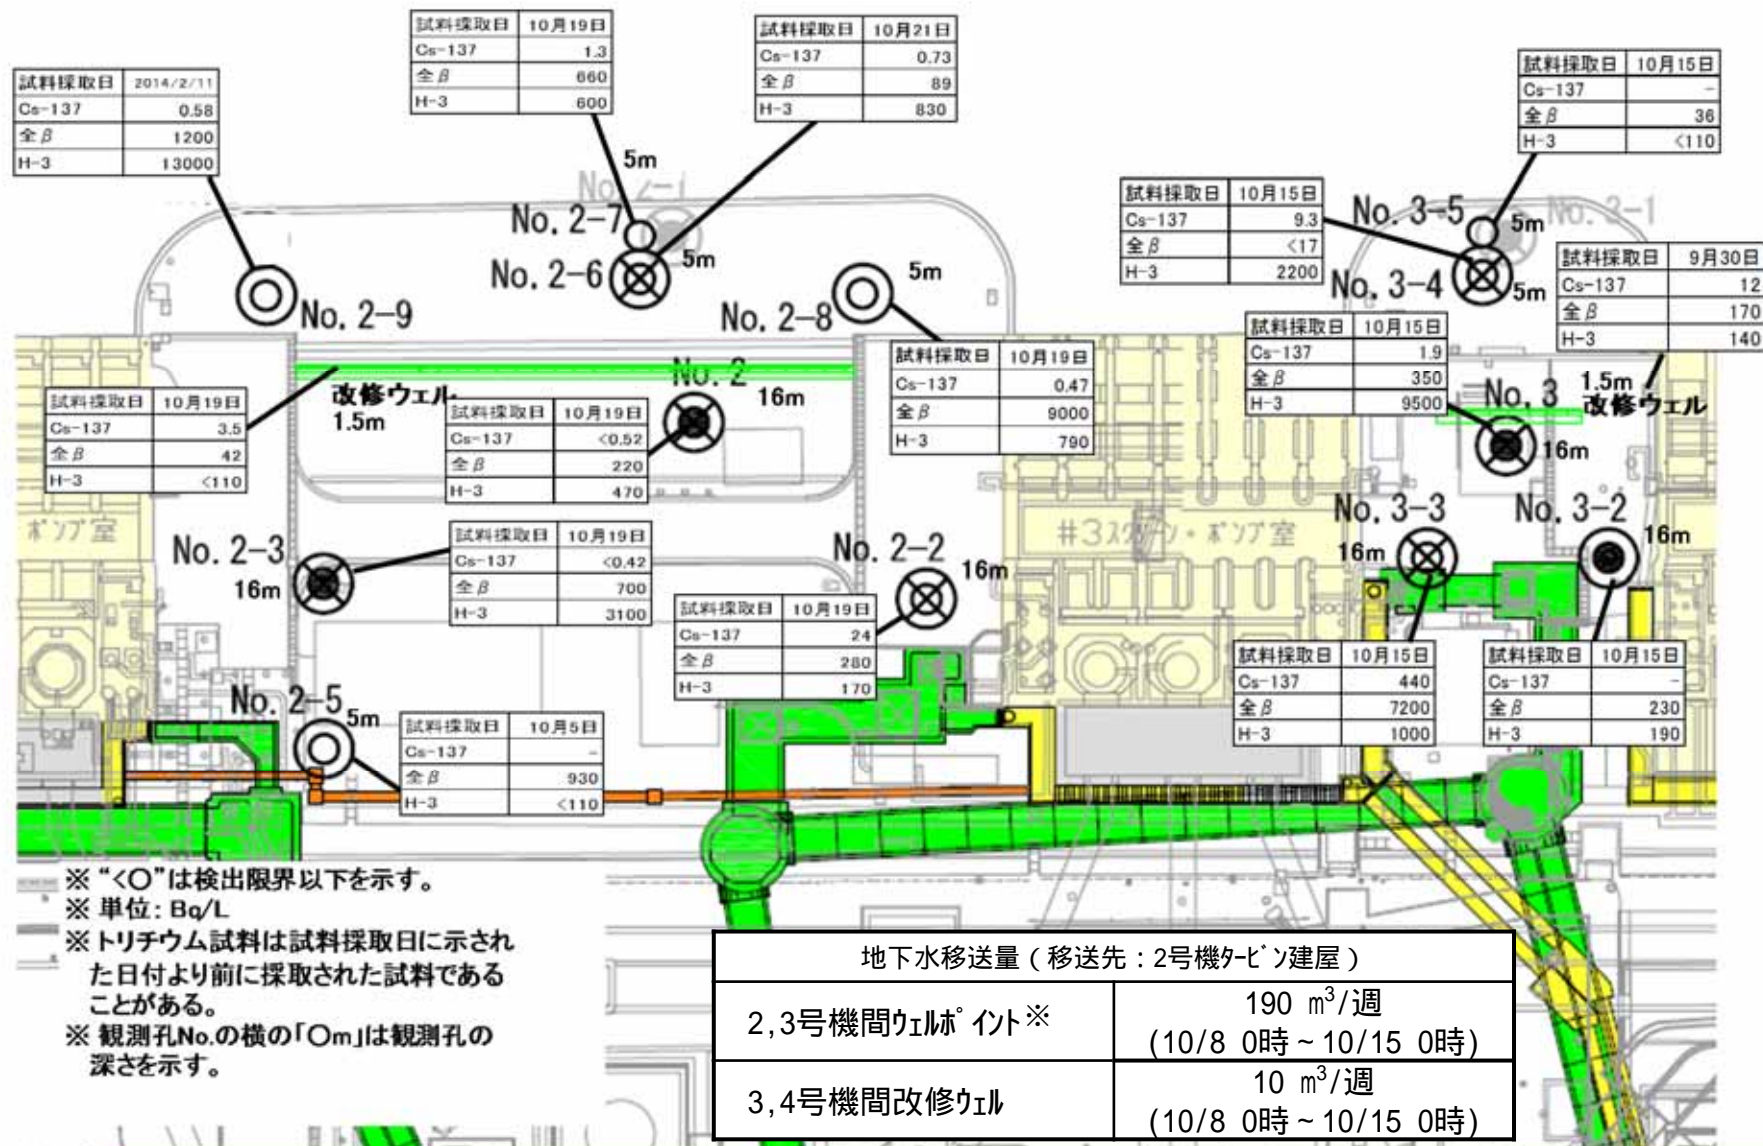 試料採取日 10月19日
Cs-137 1.3
全β 660
H-3 600
試料採取日 10月21日
Cs-137 0.73
全β 89
H-3 830
試料採取日 2014/2/11
Cs-137 0.58
全β 1200
H-3 13000
試料採取日 10月15日
Cs-137 -
全β 36
H-3 <110
試料採取日 10月15日
Cs-137 9.3
全β <17
H-3 2200
5m
No. 2-1
No. 2-7
No. 2-6
5m
No. 2-9
No. 2-8
5m
No. 3-5
5m
No. 3-1
No. 3-4
5m
試料採取日 9月30日
Cs-137 12
全β 170
H-3 140
試料採取日 10月15日
Cs-137 1.9
全β 350
H-3 9500
試料採取日 10月19日
Cs-137 0.47
全β 9000
H-3 790
試料採取日 10月19日
Cs-137 3.5
全β 42
H-3 <110
改修ウェル
1.5m
No. 2
16m
試料採取日 10月19日
Cs-137 <0.52
全β 220
H-3 470
No. 3
16m
1.5m
改修ウェル
ポンプ室
No. 2-3
16m
試料採取日 10月19日
Cs-137 <0.42
全β 700
H-3 3100
No. 2-2
16m
#3スクリーン・ポンプ室
No. 3-3
16m
No. 3-2
16m
試料採取日 10月19日
Cs-137 24
全β 280
H-3 170
試料採取日 10月15日
Cs-137 440
全β 7200
H-3 1000
試料採取日 10月15日
Cs-137 -
全β 230
H-3 190
No. 2-5
5m
試料採取日 10月5日
Cs-137 -
全β 930
H-3 <110
※ “<○”は検出限界以下を示す。
※ 単位: Bq/L
※ トリチウム試料は試料採取日に示され
た日付より前に採取された試料である
ことがある。
※ 観測孔No.の横の「○m」は観測孔の
深さを示す。
地下水移送量(移送先:2号機ﾀｰﾋﾞﾝ建屋)
2,3号機間ｳｪﾙﾎﾟｲﾝﾄ※ 190 m³/週
(10/8 0時~10/15 0時)
3,4号機間改修ｳｪﾙ 10 m³/週
(10/8 0時~10/15 0時)